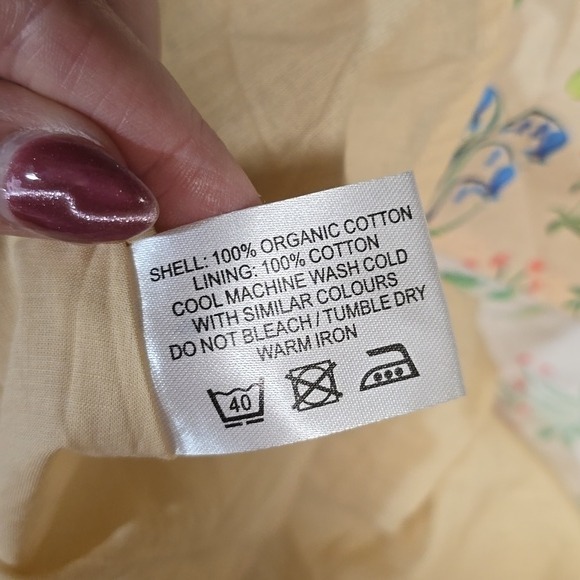 SHELL: 100% ORGANIC COTTON
LINING: 100% COTTON
COOL MACHINE WASH COLD
WITH SIMILAR COLOURS
DO NOT BLEACH / TUMBLE DRY
WARM IRON
40